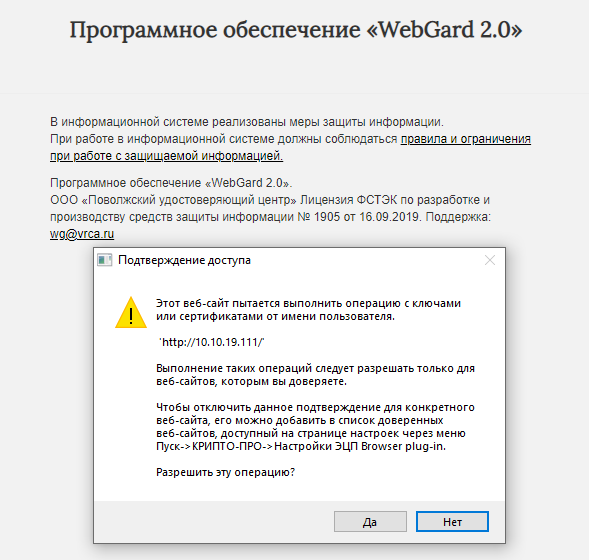 Программное обеспечение «WebGard 2.0»
В информационной системе реализованы меры защиты информации.
При работе в информационной системе должны соблюдаться правила и ограничения
при работе с защищаемой информацией.
Программное обеспечение «WebGard 2.0».
ООО «Поволжский удостоверяющий центр» Лицензия ФСТЭК по разработке и
производству средств защиты информации № 1905 от 16.09.2019. Поддержка:
wg@vrca.ru
Подтверждение доступа
Этот веб-сайт пытается выполнить операцию с ключами
или сертификатами от имени пользователя.
`http://10.10.19.111/`
Выполнение таких операций следует разрешать только для
веб-сайтов, которым вы доверяете.
Чтобы отключить данное подтверждение для конкретного
веб-сайта, его можно добавить в список доверенных
веб-сайтов, доступный на странице настроек через меню
Пуск->КРИПТО-ПРО->Настройки ЭЦП Browser plug-in.
Разрешить эту операцию?
Да
Нет